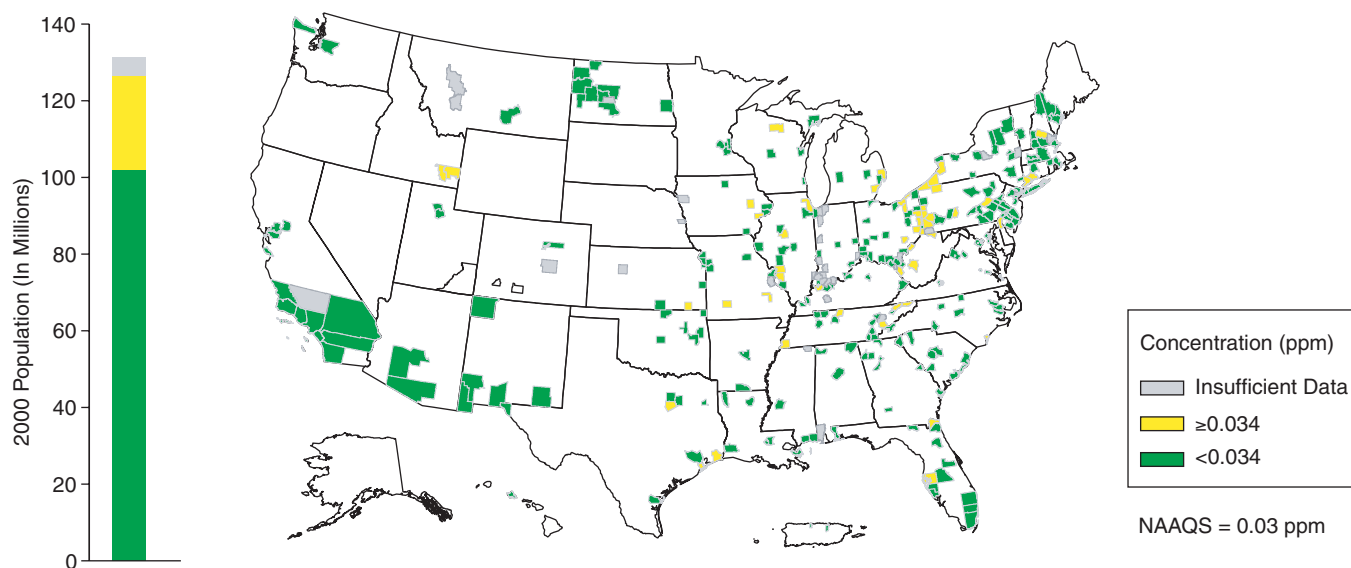 140
120
100
80
60
40
20
0
2000 Population (In Millions)
Concentration (ppm)
Insufficient Data
≥0.034
<0.034
NAAQS = 0.03 ppm